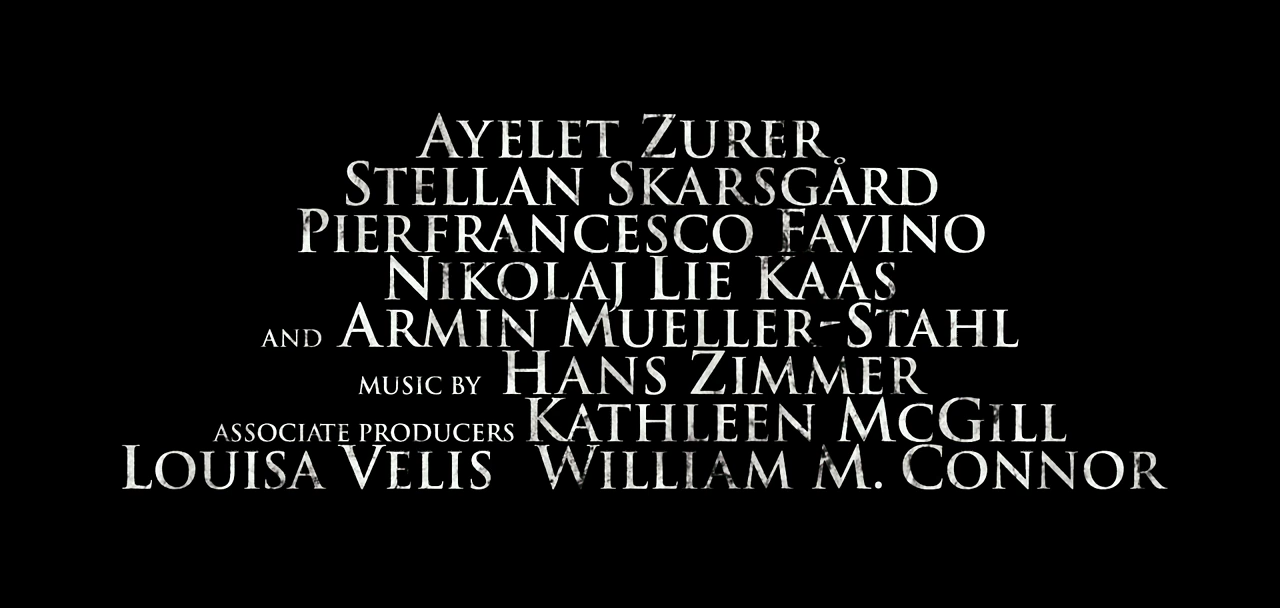 AYELET ZURER
STELLAN SKARSGÅRD
PIERFRANCESCO FAVINO
NIKOLAJ LIE KAAS
AND ARMIN MUELLER-STAHL
MUSIC BY HANS ZIMMER
ASSOCIATE PRODUCERS KATHLEEN MCGILL
LOUISA VELIS WILLIAM M. CONNOR